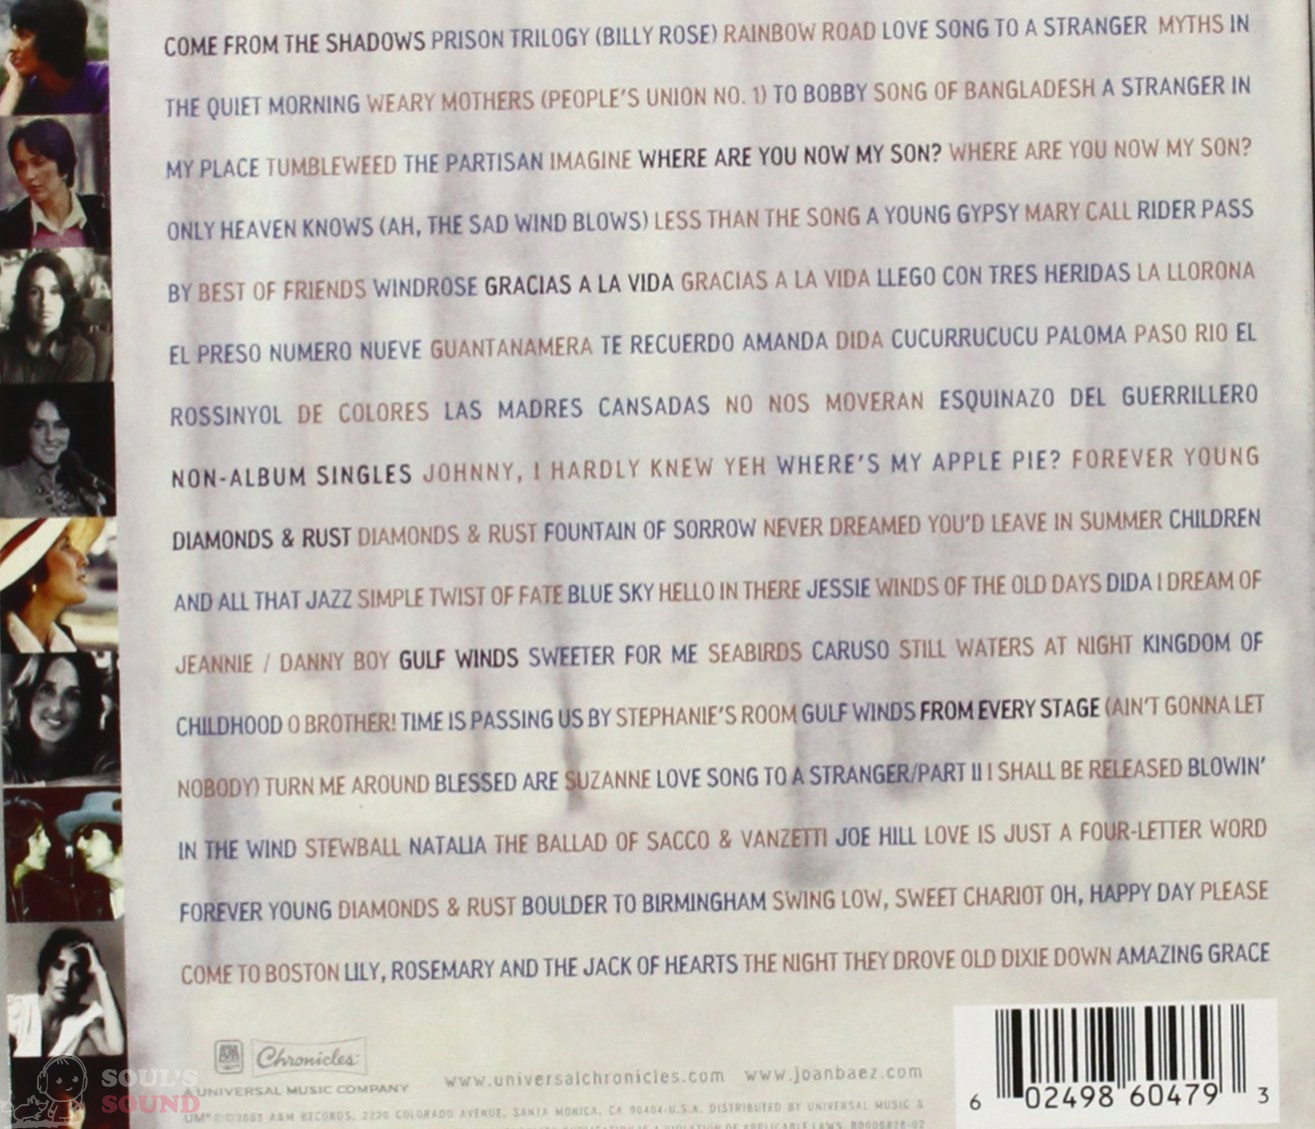 COME FROM THE SHADOWS PRISON TRILOGY (BILLY ROSE) RAINBOW ROAD LOVE SONG TO A STRANGER MYTHS IN
THE QUIET MORNING WEARY MOTHERS (PEOPLE'S UNION NO. 1) TO BOBBY SONG OF BANGLADESH A STRANGER IN
MY PLACE TUMBLEWEED THE PARTISAN IMAGINE WHERE ARE YOU NOW MY SON? WHERE ARE YOU NOW MY SON?
ONLY HEAVEN KNOWS (AH, THE SAD WIND BLOWS) LESS THAN THE SONG A YOUNG GYPSY MARY CALL RIDER PASS
BY BEST OF FRIENDS WINDROSE GRACIAS A LA VIDA GRACIAS A LA VIDA LLEGO CON TRES HERIDAS LA LLORONA
EL PRESO NUMERO NUEVE GUANTANAMERA TE RECUERDO AMANDA DIDA CUCURRUCUCU PALOMA PASO RIO EL
ROSSINYOL DE COLORES LAS MADRES CANSADAS NO NOS MOVERAN ESQUINAZO DEL GUERRILLERO
NON-ALBUM SINGLES JOHNNY, I HARDLY KNEW YEH WHERE'S MY APPLE PIE? FOREVER YOUNG
DIAMONDS & RUST DIAMONDS & RUST FOUNTAIN OF SORROW NEVER DREAMED YOU'D LEAVE IN SUMMER CHILDREN
AND ALL THAT JAZZ SIMPLE TWIST OF FATE BLUE SKY HELLO IN THERE JESSIE WINDS OF THE OLD DAYS DIDA I DREAM OF
JEANNIE / DANNY BOY GULF WINDS SWEETER FOR ME SEABIRDS CARUSO STILL WATERS AT NIGHT KINGDOM OF
CHILDHOOD O BROTHER! TIME IS PASSING US BY STEPHANIE'S ROOM GULF WINDS FROM EVERY STAGE (AIN'T GONNA LET
NOBODY) TURN ME AROUND BLESSED ARE SUZANNE LOVE SONG TO A STRANGER/PART II I SHALL BE RELEASED BLOWIN'
IN THE WIND STEWBALL NATALIA THE BALLAD OF SACCO & VANZETTI JOE HILL LOVE IS JUST A FOUR-LETTER WORD
FOREVER YOUNG DIAMONDS & RUST BOULDER TO BIRMINGHAM SWING LOW, SWEET CHARIOT OH, HAPPY DAY PLEASE
COME TO BOSTON LILY, ROSEMARY AND THE JACK OF HEARTS THE NIGHT THEY DROVE OLD DIXIE DOWN AMAZING GRACE
A&M Chronicles
UNIVERSAL MUSIC COMPANY
www.universalchronicles.com www.joanbaez.com
℗© 2003 A&M RECORDS, 2220 COLORADO AVENUE, SANTA MONICA, CA 90404-U.S.A. DISTRIBUTED BY UNIVERSAL MUSIC &
6 02498 60479 3
SOUL'S
SOUND